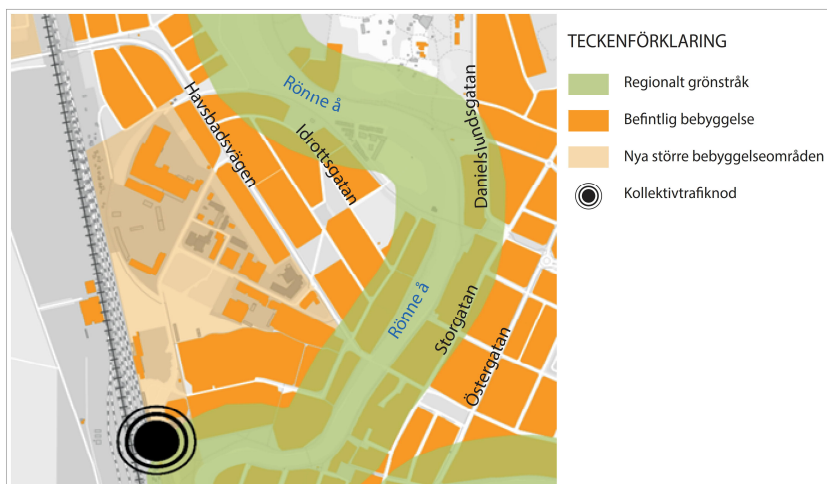 TECKENFÖRKLARING
Regionalt grönstråk
Befintlig bebyggelse
Nya större bebyggelseområden
Kollektivtrafiknod
Rönne å
Havsbadsvägen
Idrottsgatan
Danielslundsgatan
Rönne å
Storgatan
Östergatan